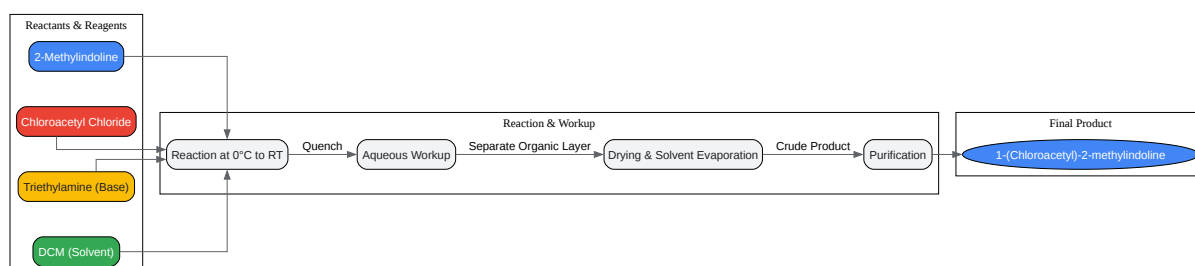 Reactants & Reagents
2-Methylindoline
Chloroacetyl Chloride
Triethylamine (Base)
DCM (Solvent)
Reaction & Workup
Reaction at 0°C to RT
Quench
Aqueous Workup
Separate Organic Layer
Drying & Solvent Evaporation
Crude Product
Purification
Final Product
1-(Chloroacetyl)-2-methylindoline